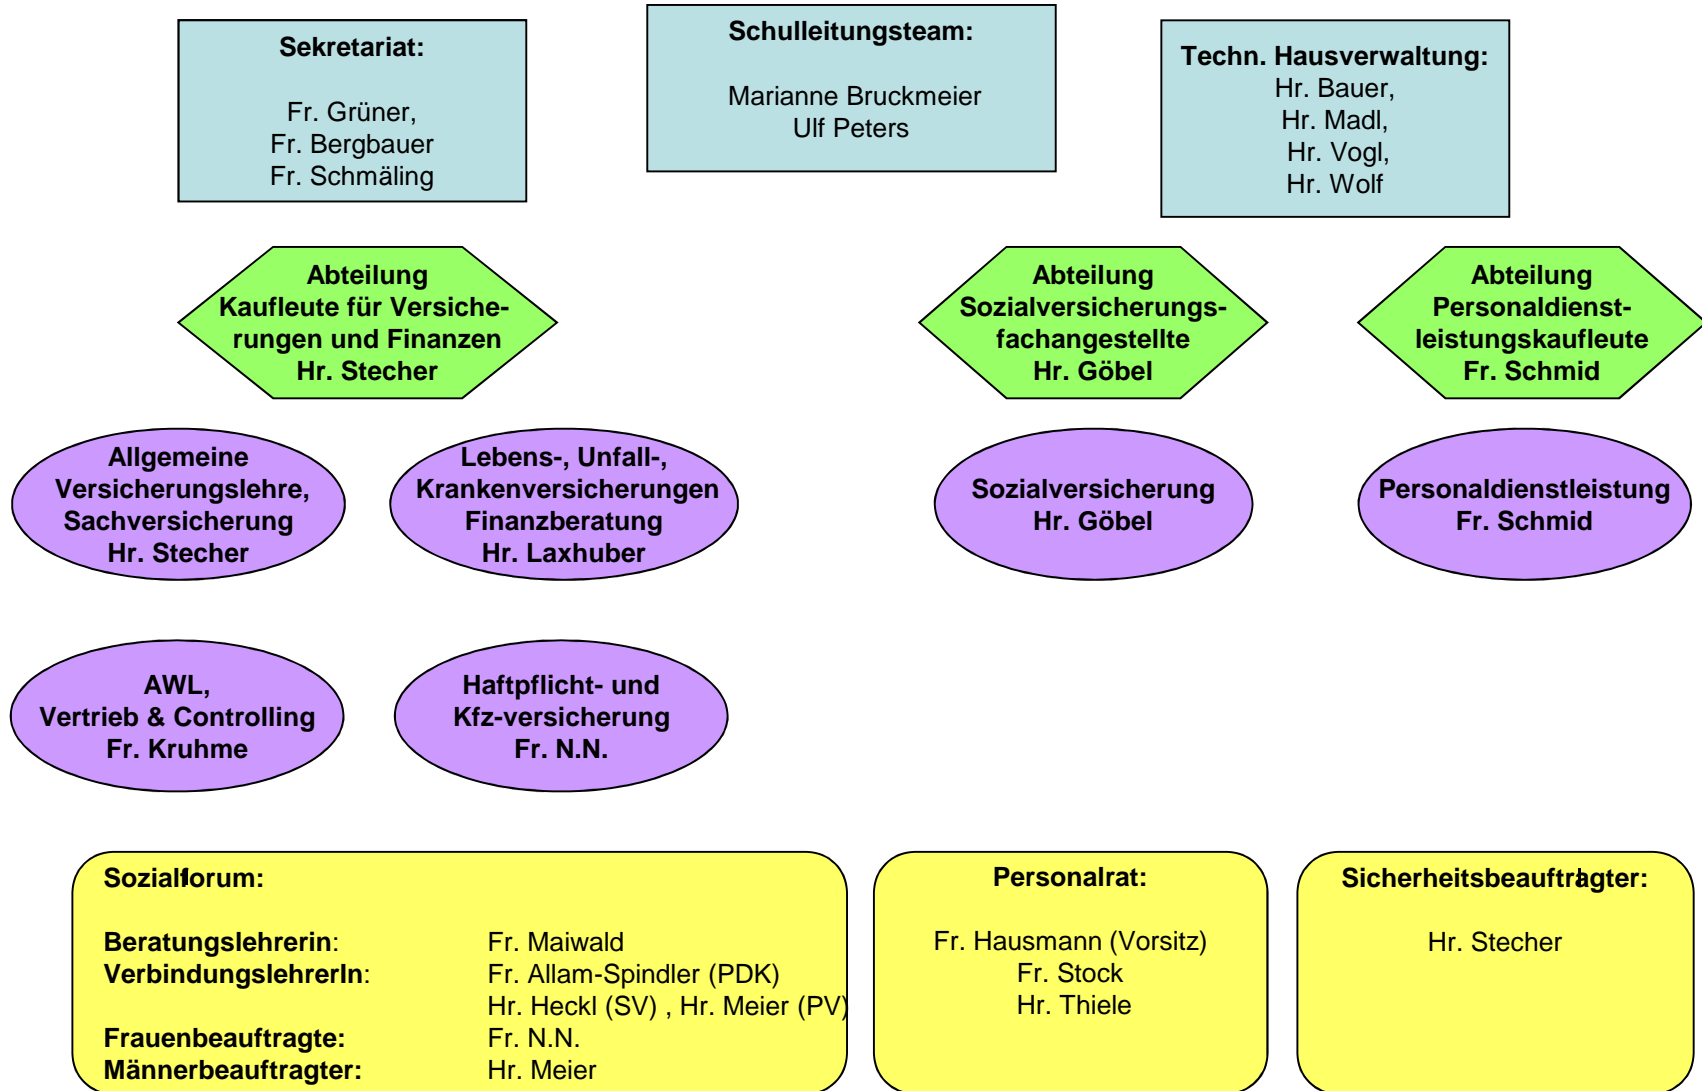 Sekretariat:
Fr. Grüner,
Fr. Bergbauer
Fr. Schmäling
Schulleitungsteam:
Marianne Bruckmeier
Ulf Peters
Techn. Hausverwaltung:
Hr. Bauer,
Hr. Madl,
Hr. Vogl,
Hr. Wolf
Abteilung
Kaufleute für Versiche-
rungen und Finanzen
Hr. Stecher
Abteilung
Sozialversicherungs-
fachangestellte
Hr. Göbel
Abteilung
Personaldienst-
leistungskaufleute
Fr. Schmid
Allgemeine
Versicherungslehre,
Sachversicherung
Hr. Stecher
Lebens-, Unfall-,
Krankenversicherungen
Finanzberatung
Hr. Laxhuber
Sozialversicherung
Hr. Göbel
Personaldienstleistung
Fr. Schmid
AWL,
Vertrieb & Controlling
Fr. Kruhme
Haftpflicht- und
Kfz-versicherung
Fr. N.N.
Sozialforum:
Beratungslehrerin: Fr. Maiwald
VerbindungslehrerIn: Fr. Allam-Spindler (PDK)
Hr. Heckl (SV) , Hr. Meier (PV)
Frauenbeauftragte: Fr. N.N.
Männerbeauftragter: Hr. Meier
Personalrat:
Fr. Hausmann (Vorsitz)
Fr. Stock
Hr. Thiele
Sicherheitsbeauftragter:
Hr. Stecher